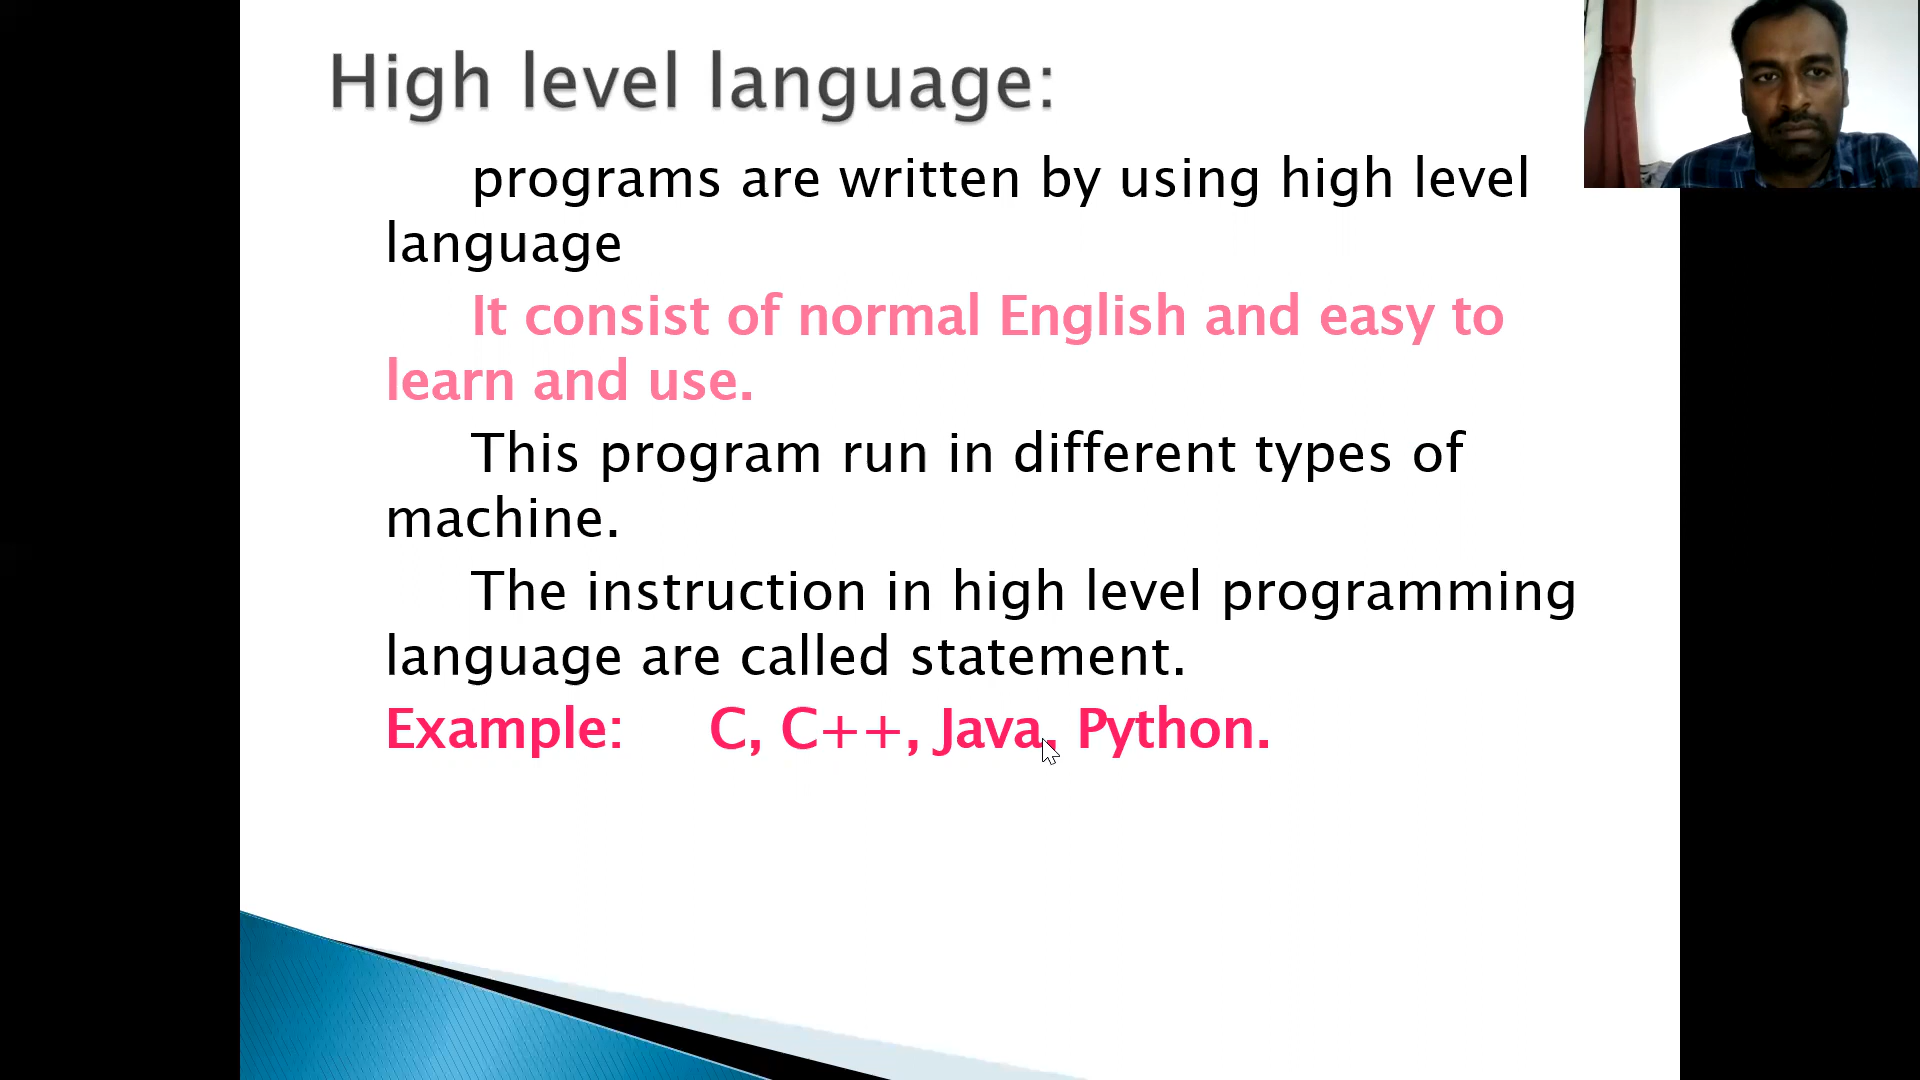 High level language:
programs are written by using high level
language
It consist of normal English and easy to
learn and use.
This program run in different types of
machine.
The instruction in high level programming
language are called statement.
Example: C, C++, Java, Python.